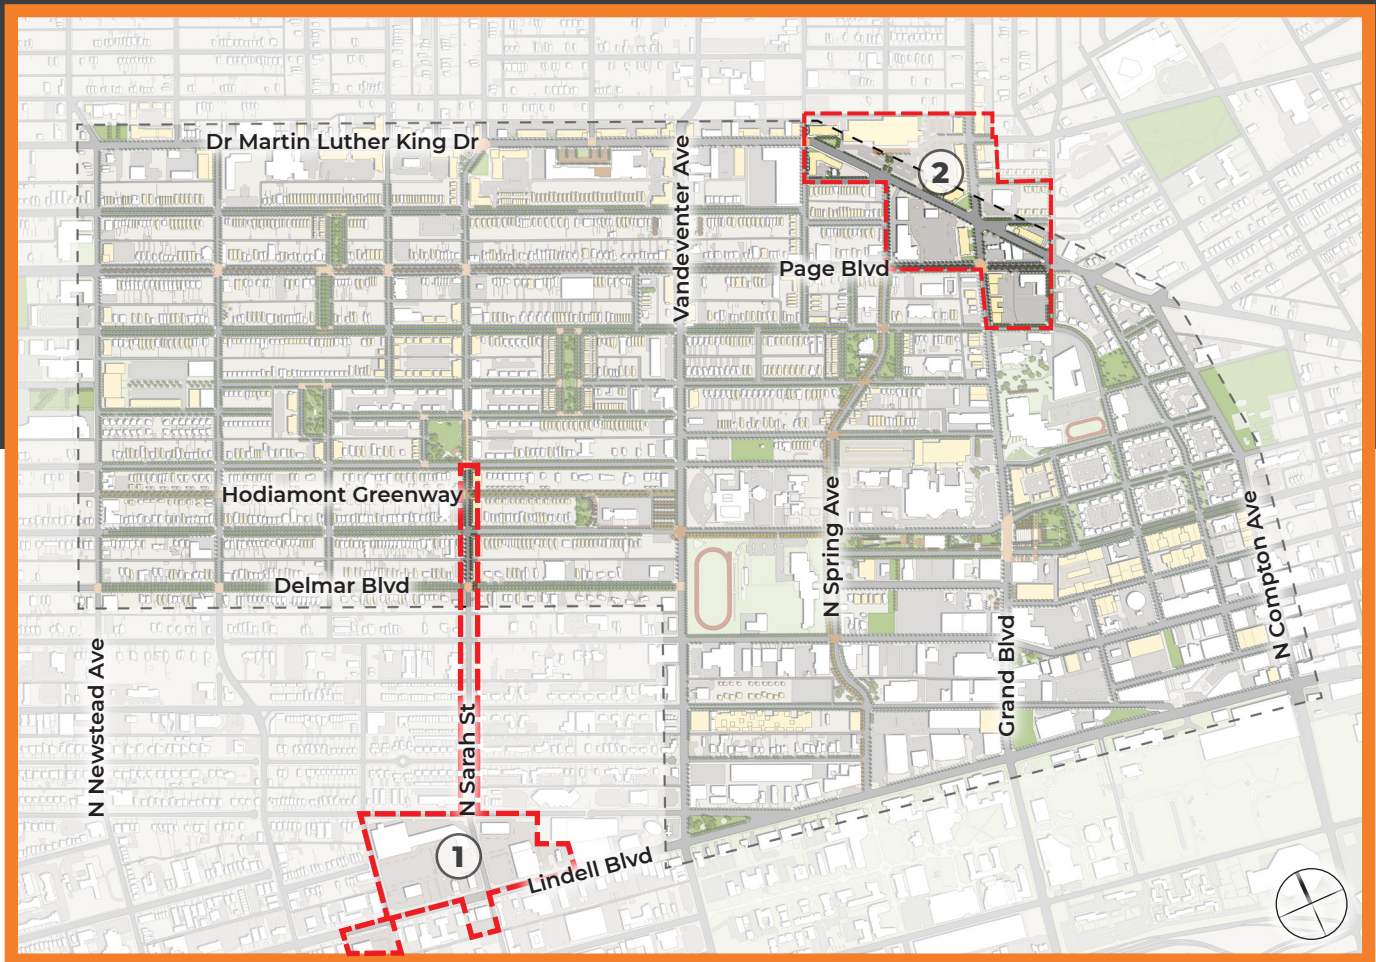 Dr Martin Luther King Dr
Vandeventer Ave
2
Page Blvd
Hodiamont Greenway
N Spring Ave
N Compton Ave
Delmar Blvd
N Newstead Ave
Grand Blvd
N Sarah St
1
Lindell Blvd